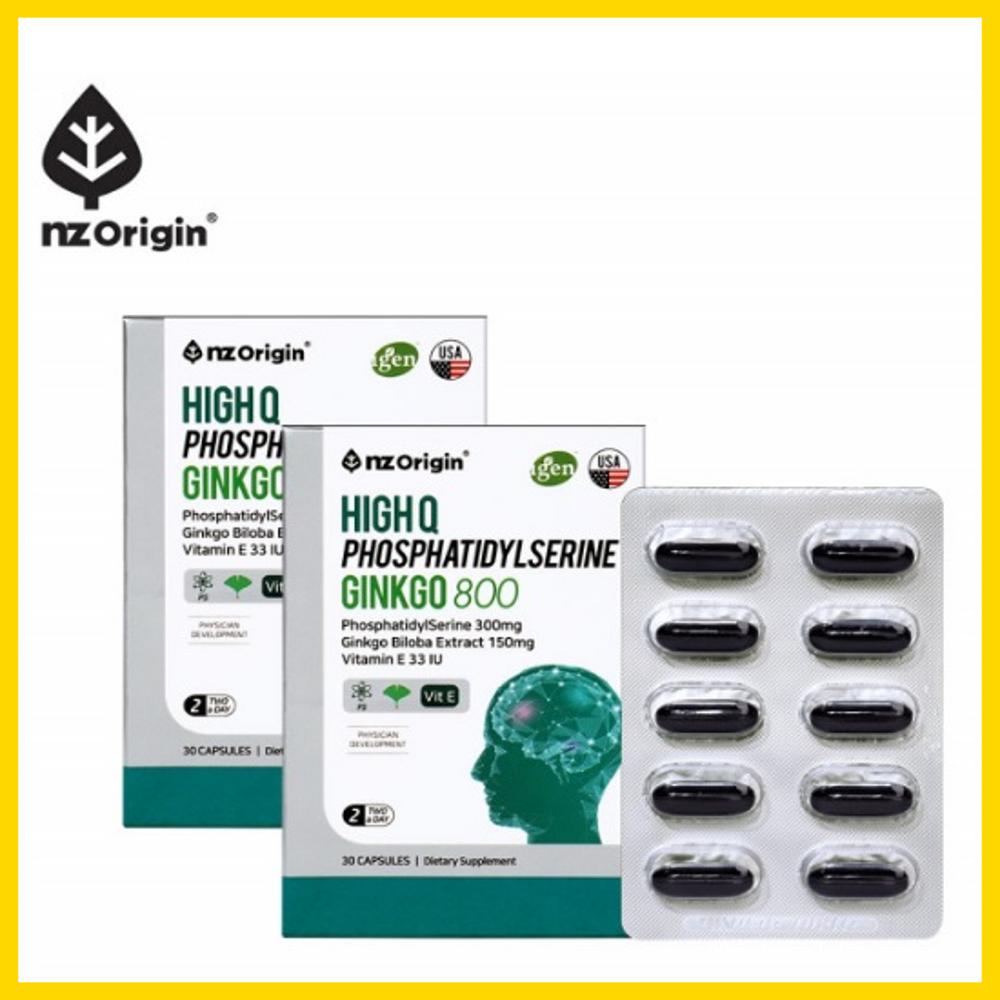 nzOrigin®
nzOrigin®
igen
USA
HIGH Q
PHOSPH
GINKGO
PhosphatidylSe
Ginkgo Biloba E
Vitamin E 33 IU
PS
Vit
PHYSICIAN
DEVELOPMENT
2 TWO
a DAY
30 CAPSULES | Diet
nzOrigin®
igen
USA
HIGH Q
PHOSPHATIDYLSERINE
GINKGO 800
PhosphatidylSerine 300mg
Ginkgo Biloba Extract 150mg
Vitamin E 33 IU
PS
Vit E
PHYSICIAN
DEVELOPMENT
2 TWO
a DAY
30 CAPSULES | Dietary Supplement